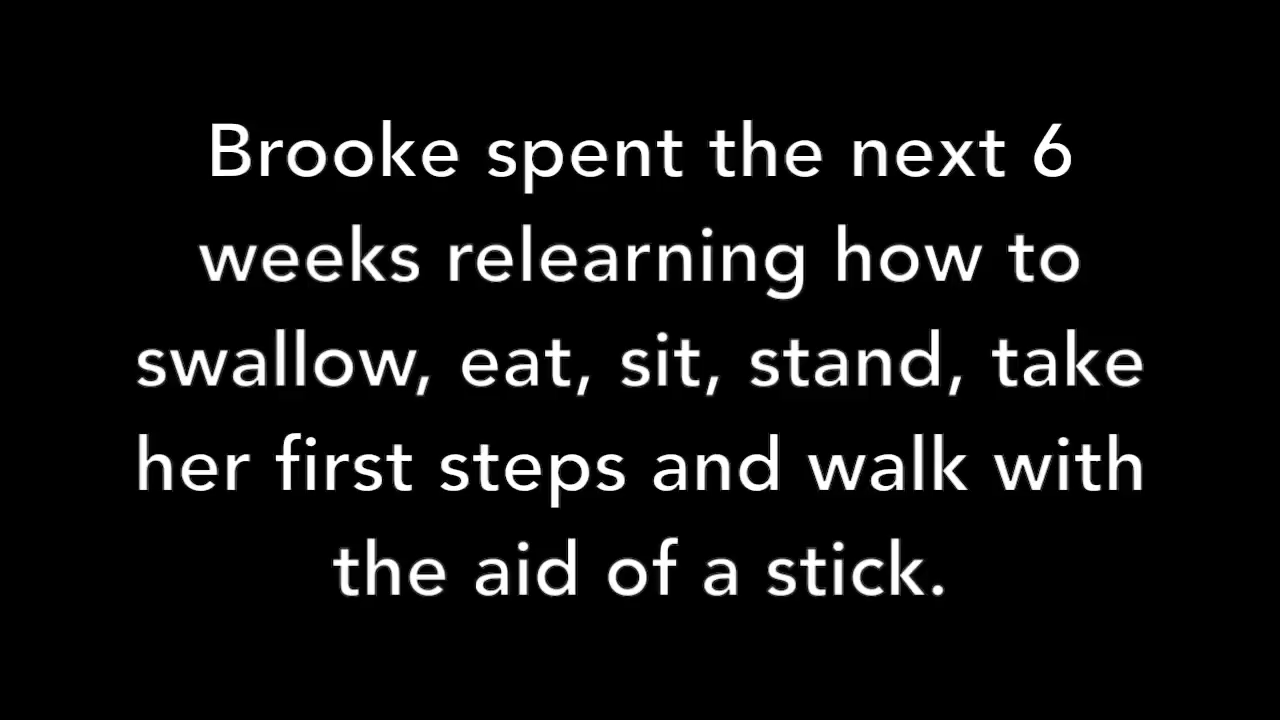 Brooke spent the next 6
weeks relearning how to
swallow, eat, sit, stand, take
her first steps and walk with
the aid of a stick.